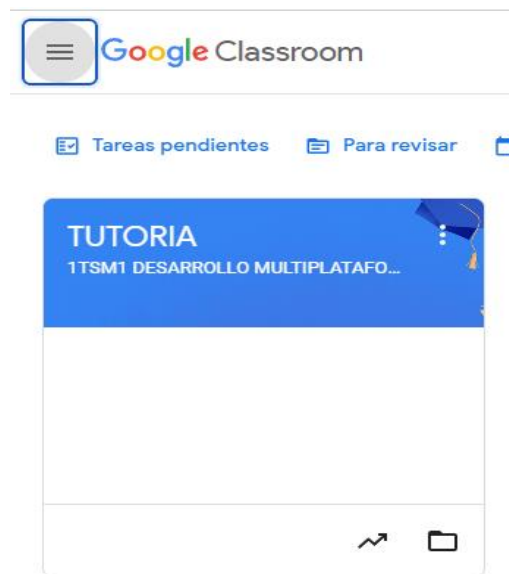 Google Classroom
Tareas pendientes Para revisar
TUTORIA
1TSM1 DESARROLLO MULTIPLATAFO...